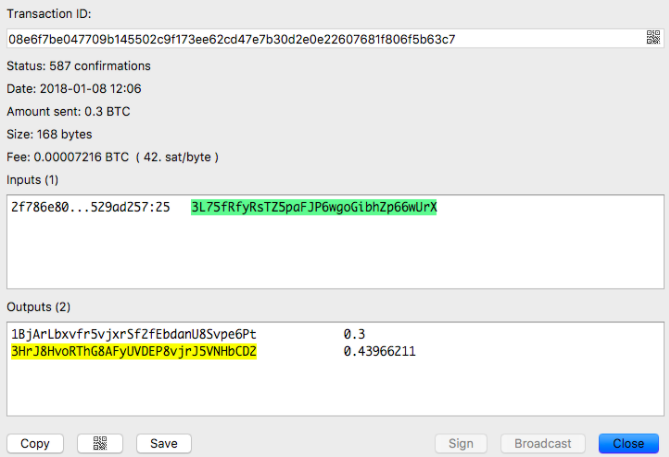 Transaction ID:
08e6f7be047709b145502c9f173ee62cd47e7b30d2e0e22607681f806f5b63c7
Status: 587 confirmations
Date: 2018-01-08 12:06
Amount sent: 0.3 BTC
Size: 168 bytes
Fee: 0.00007216 BTC ( 42. sat/byte )
Inputs (1)
2f786e80...529ad257:25 3L75fRfyRsTZ5paFJP6wgoGibhZp66wUrX
Outputs (2)
1BjArLbxvfr5vjxrSfZfEbdanU8Svpe6Pt 0.3
3HrJ8HvoRThG8AFyUVDEP8vjrJ5VNHbCDZ 0.43966211
Copy Save Sign Broadcast Close